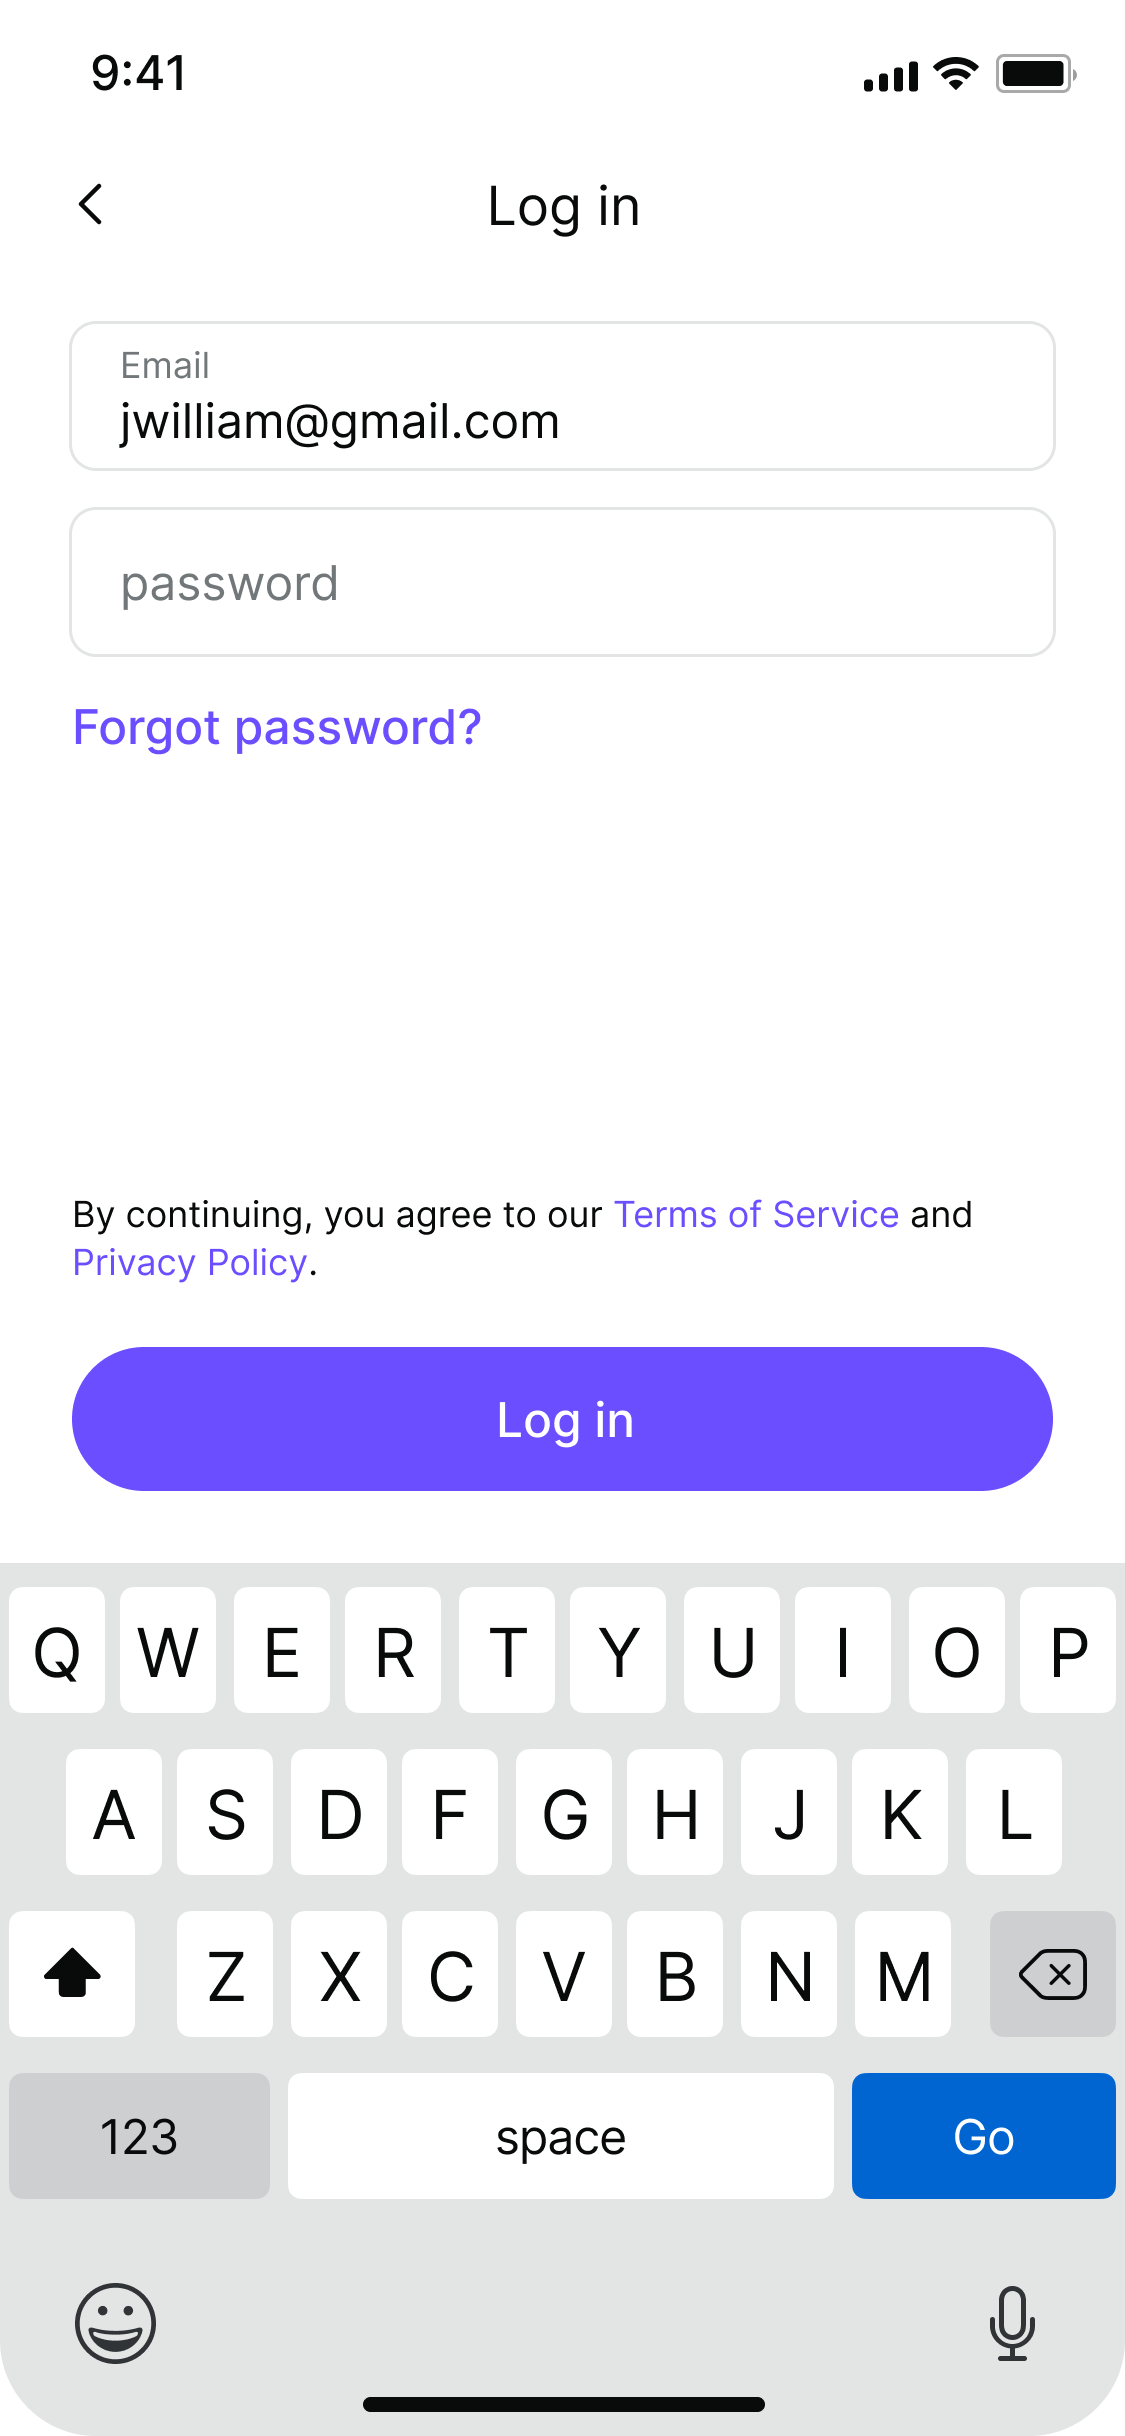 9:41
Log in
Email
jwilliam@gmail.com
password
Forgot password?
By continuing, you agree to our Terms of Service and
Privacy Policy.
Log in
Q W E R T Y U I O P
A S D F G H J K L
Z X C V B N M
123 space Go